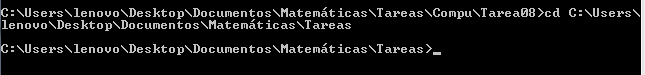 C:\Users\lenovo\Desktop\Documentos\Matemáticas\Tareas\Compu\Tarea08>cd C:\Users\
lenovo\Desktop\Documentos\Matemáticas\Tareas
C:\Users\lenovo\Desktop\Documentos\Matemáticas\Tareas>_